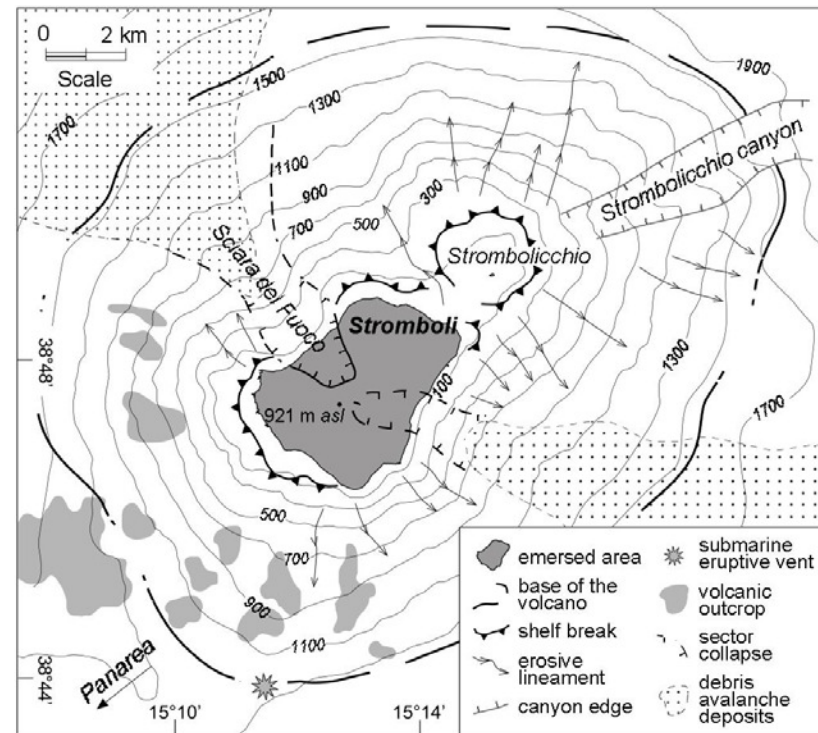 0 2 km
Scale
1500
1900
1300
1700
1100
900
700
300
500
Strombolicchio canyon
Strombolicchio
Sciara del Fuoco
Stromboli
38°48'
100
1300
1700
921 m asl
500
700
900
1100
38°44'
Panarea
15°10'
15°14'
emersed area
base of the
volcano
shelf break
erosive
lineament
canyon edge
submarine
eruptive vent
volcanic
outcrop
sector
collapse
debris
avalanche
deposits